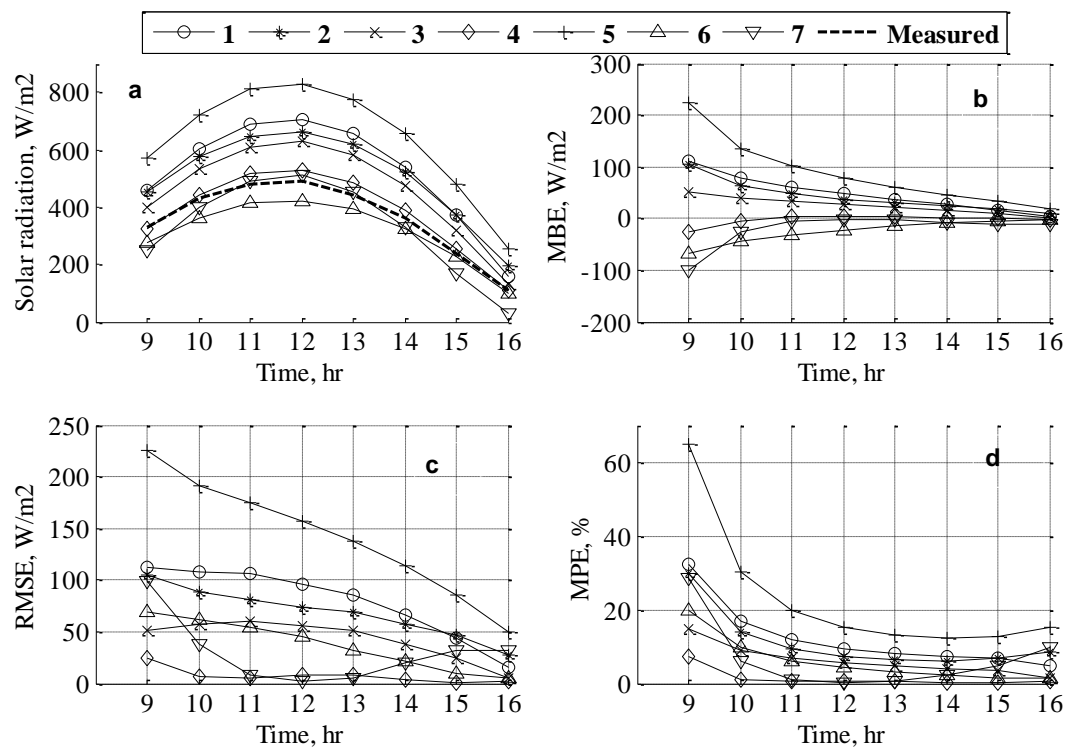 1 2 3 4 5 6 7 Measured
a
Solar radiation, W/m2
800
600
400
200
0
9 10 11 12 13 14 15 16
Time, hr
b
MBE, W/m2
300
200
100
0
-100
-200
9 10 11 12 13 14 15 16
Time, hr
c
RMSE, W/m2
250
200
150
100
50
0
9 10 11 12 13 14 15 16
Time, hr
d
MPE, %
60
40
20
0
9 10 11 12 13 14 15 16
Time, hr